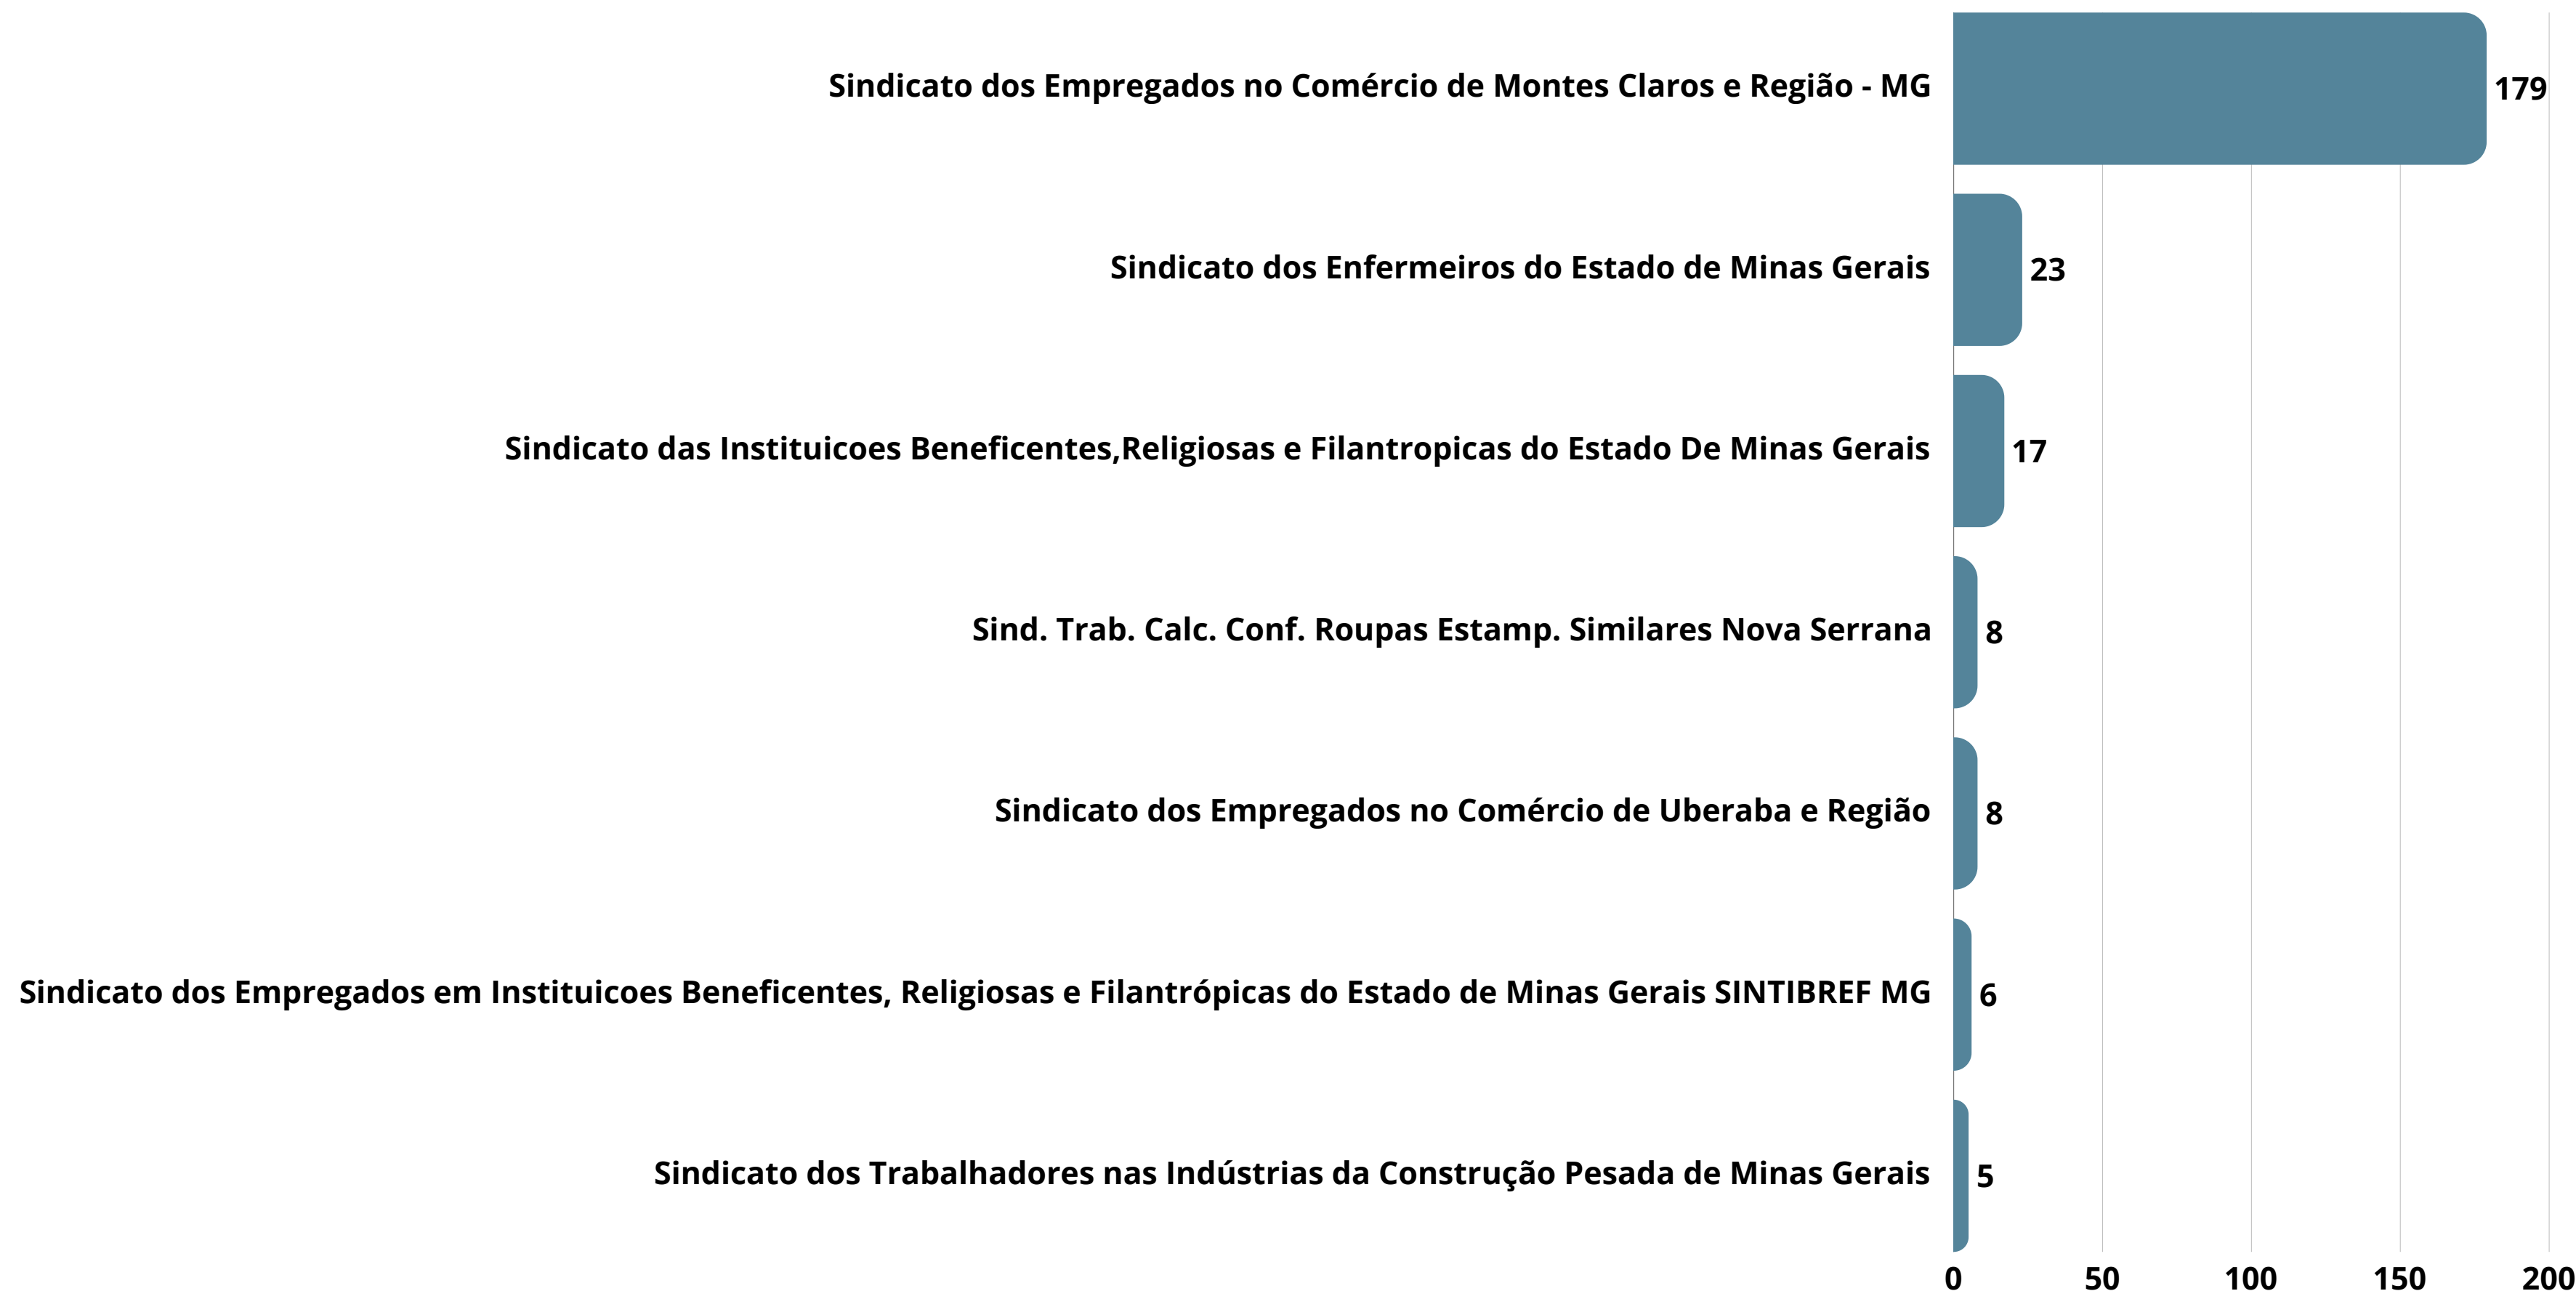 Sindicato dos Empregados no Comércio de Montes Claros e Região - MG
179
Sindicato dos Enfermeiros do Estado de Minas Gerais
23
Sindicato das Instituicoes Beneficentes,Religiosas e Filantropicas do Estado De Minas Gerais
17
Sind. Trab. Calc. Conf. Roupas Estamp. Similares Nova Serrana
8
Sindicato dos Empregados no Comércio de Uberaba e Região
8
Sindicato dos Empregados em Instituicoes Beneficentes, Religiosas e Filantrópicas do Estado de Minas Gerais SINTIBREF MG
6
Sindicato dos Trabalhadores nas Indústrias da Construção Pesada de Minas Gerais
5
0 50 100 150 200